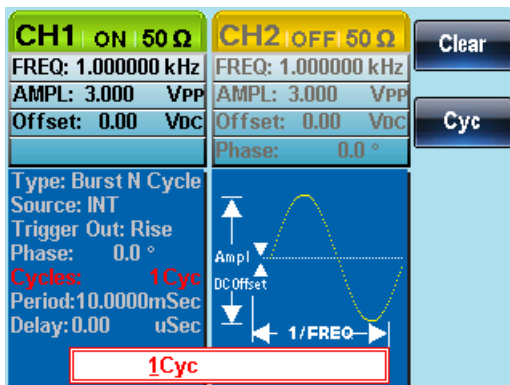 CH1 ON 50 Ω
FREQ: 1.000000 kHz
AMPL: 3.000 VPP
Offset: 0.00 VDC
CH2 OFF 50 Ω
FREQ: 1.000000 kHz
AMPL: 3.000 VPP
Offset: 0.00 VDC
Phase: 0.0 °
Clear
Cyc
Type: Burst N Cycle
Source: INT
Trigger Out: Rise
Phase: 0.0 °
Cycles: 1Cyc
Period:10.0000mSec
Delay:0.00 uSec
Ampl
DC Offset
1/FREQ
1Cyc